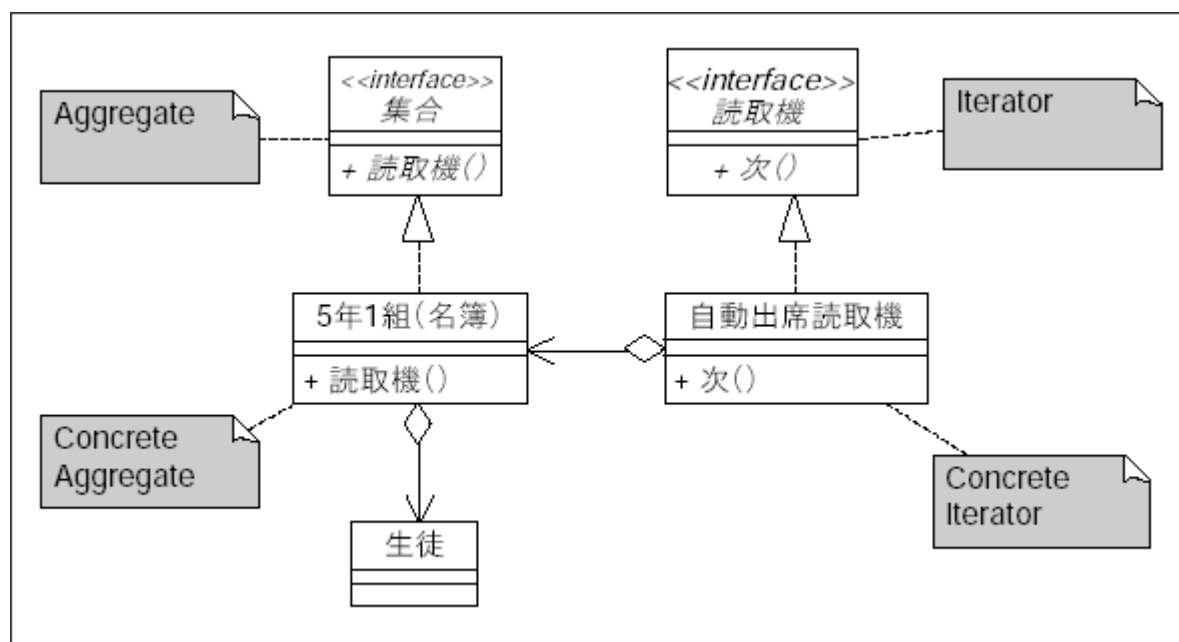 Aggregate
<<interface>>
集合
+ 読取機()
<<interface>>
読取機
+ 次()
Iterator
5年1組(名簿)
+ 読取機()
自動出席読取機
+ 次()
Concrete
Aggregate
生徒
Concrete
Iterator